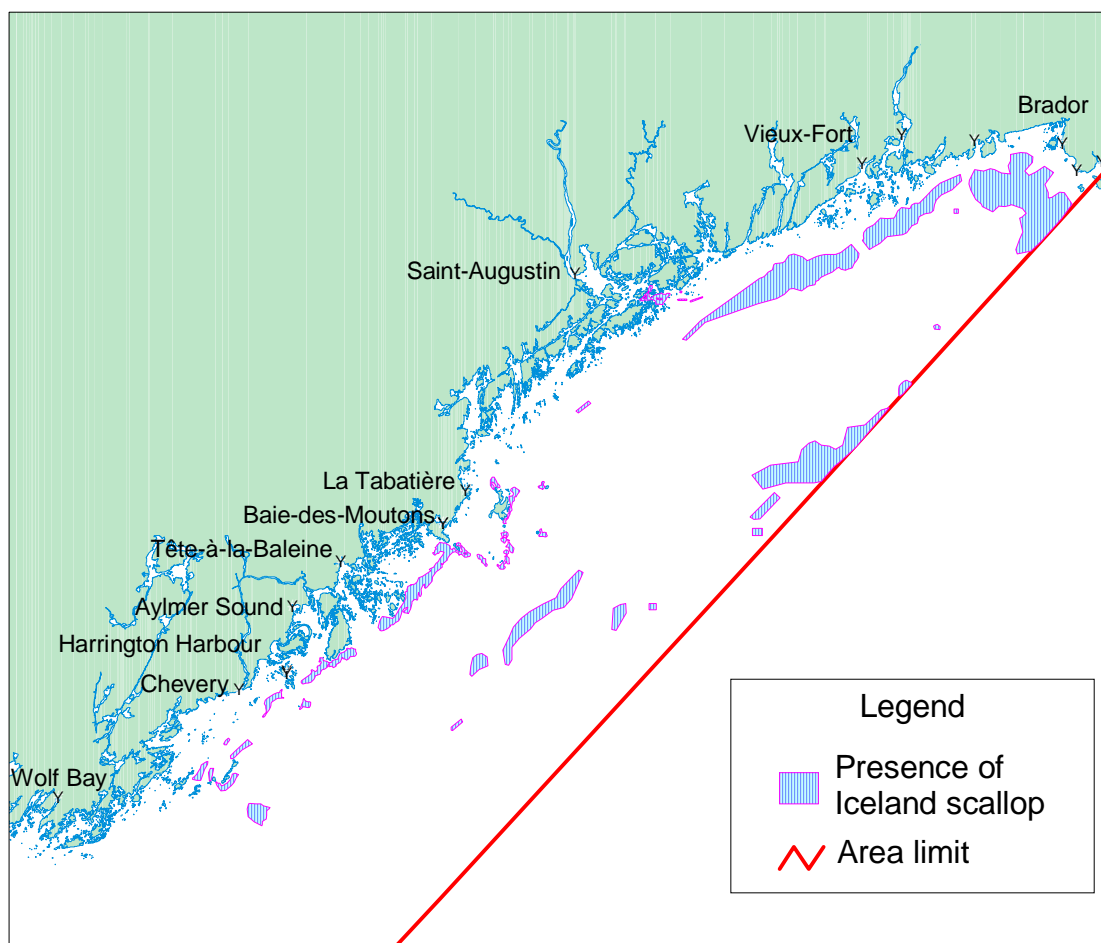 Brador
Vieux-Fort
Saint-Augustin
La Tabatière
Baie-des-Moutons
Tête-à-la-Baleine
Aylmer Sound
Harrington Harbour
Chevery
Wolf Bay
Legend
Presence of
Iceland scallop
Area limit